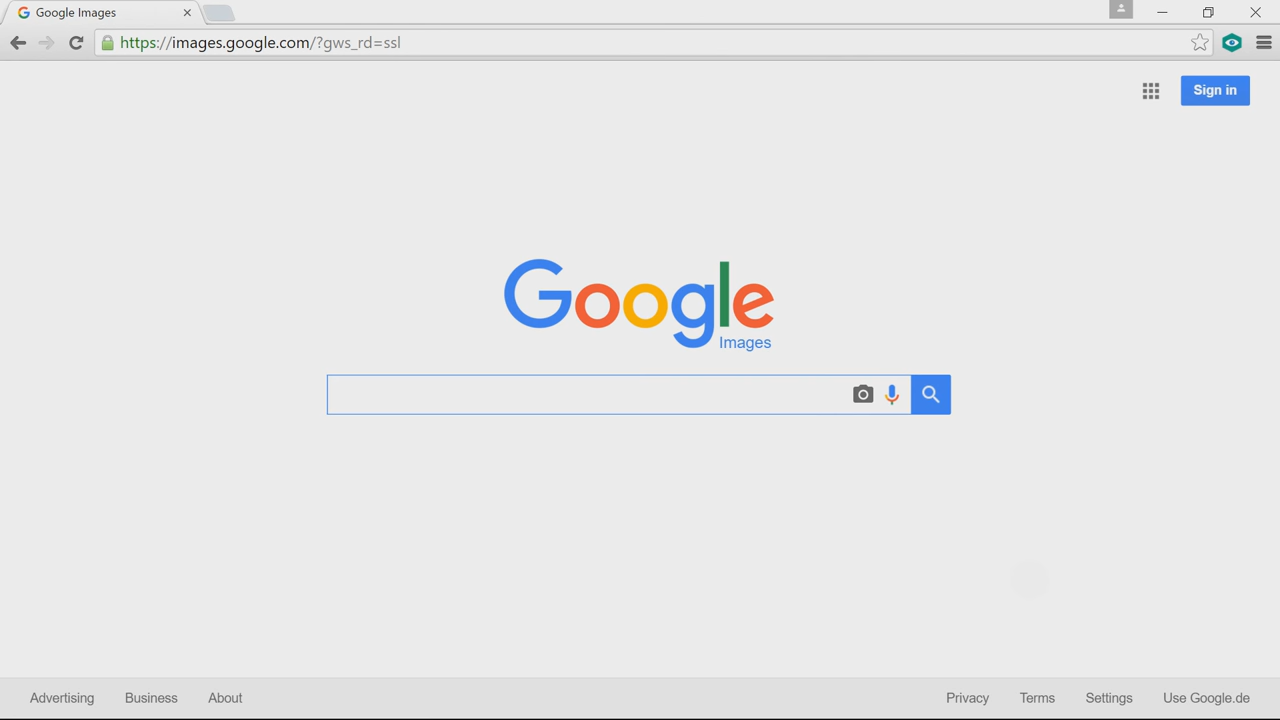 Google Images
https://images.google.com/?gws_rd=ssl
Sign in
Google
Images
Advertising Business About Privacy Terms Settings Use Google.de